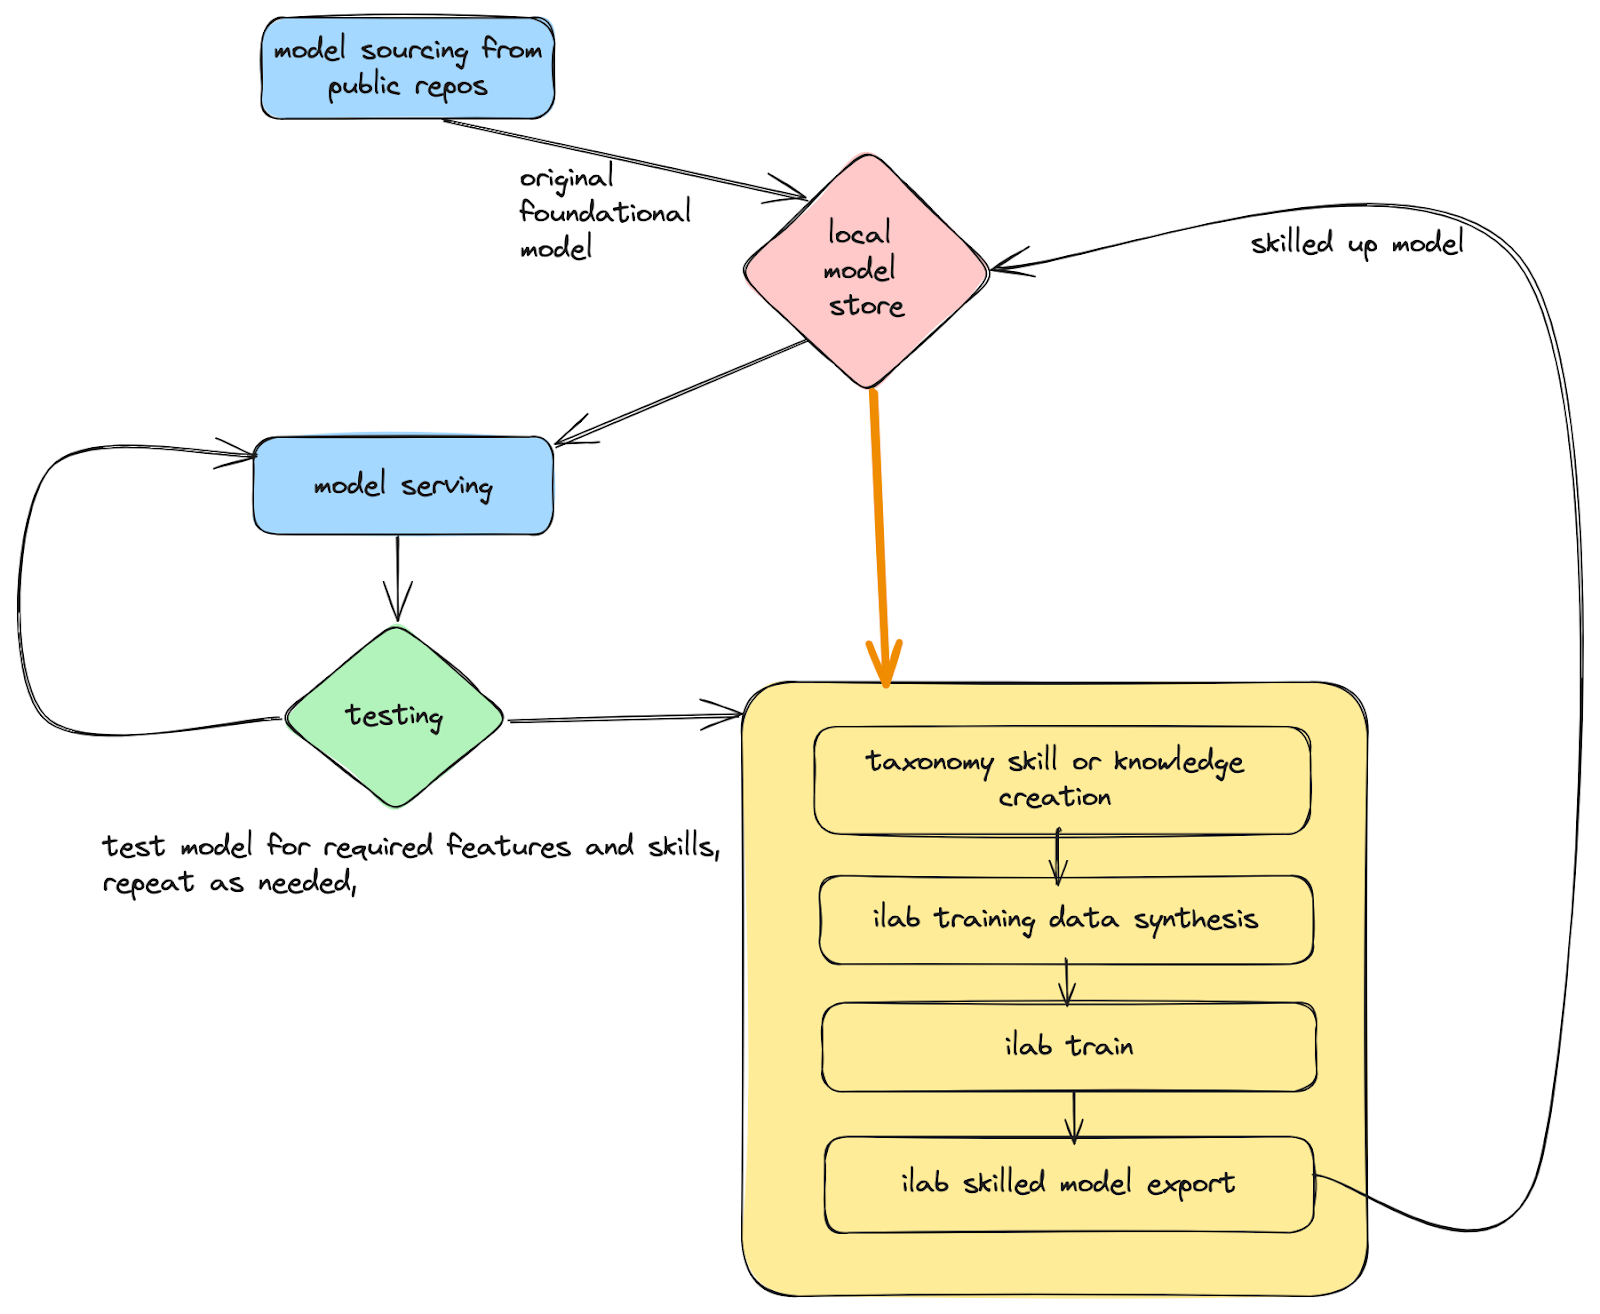 model sourcing from
public repos
original
foundational
model
local
model
store
skilled up model
model serving
testing
test model for required features and skills,
repeat as needed,
taxonomy skill or knowledge
creation
ilab training data synthesis
ilab train
ilab skilled model export